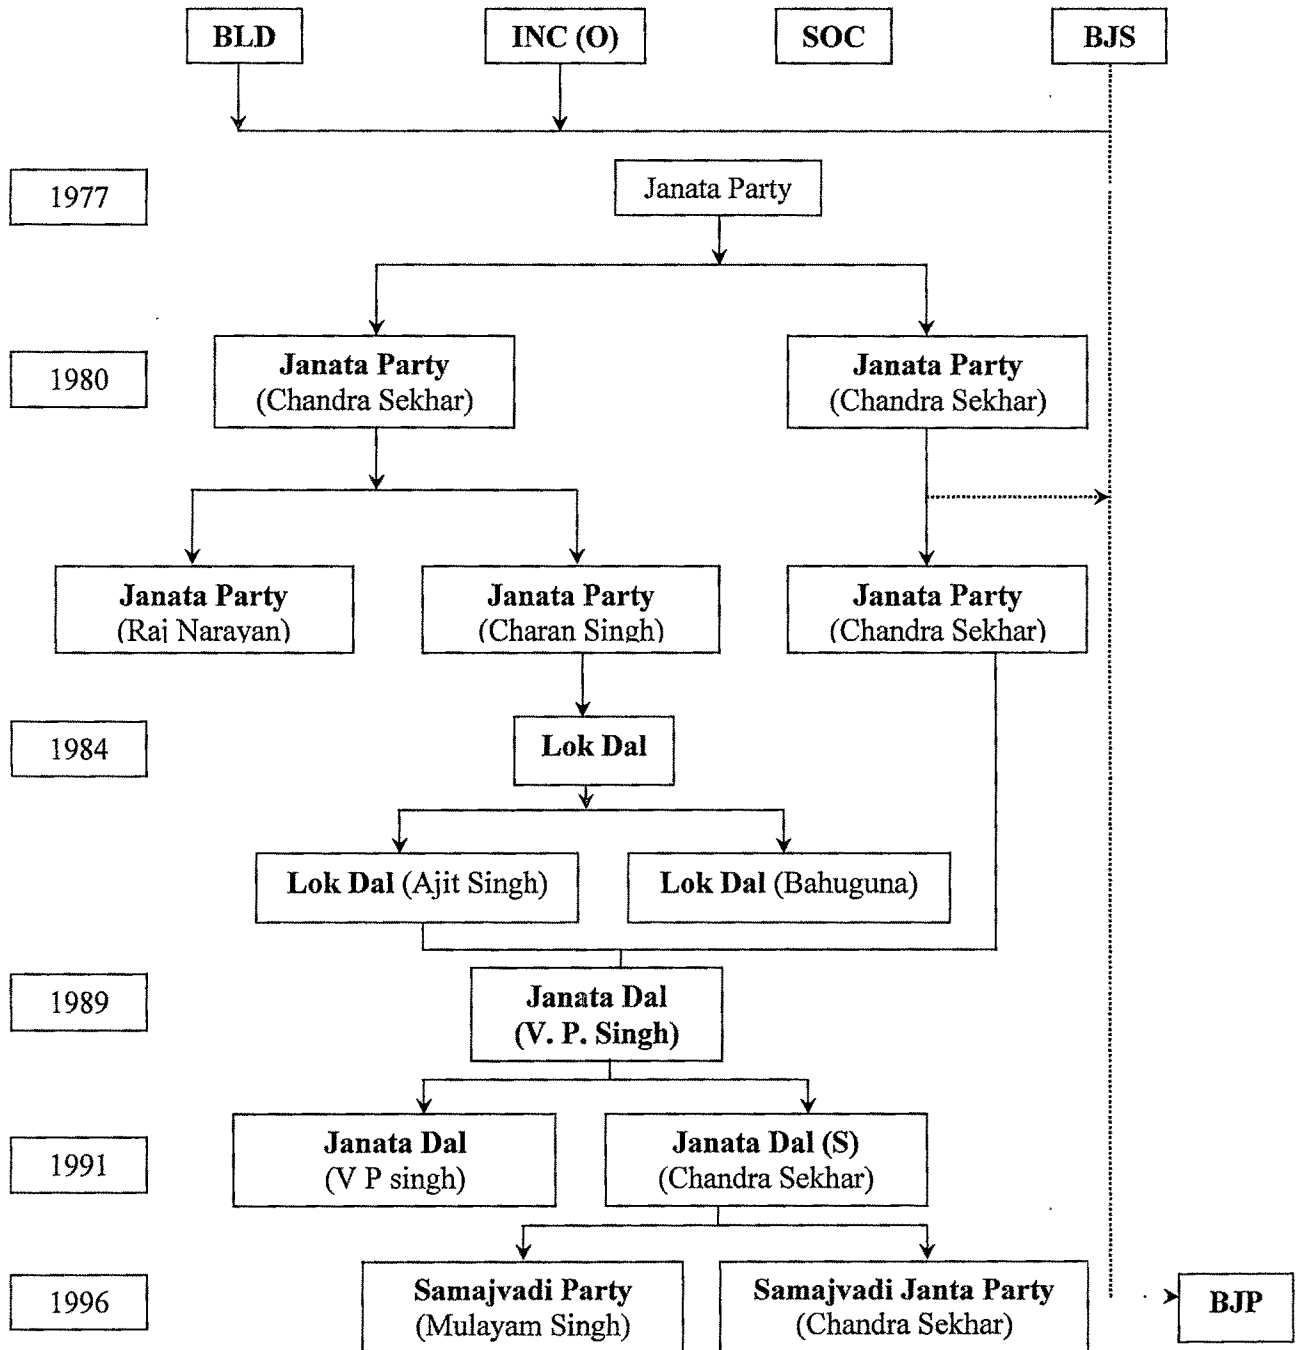 BLD
INC (O)
SOC
BJS
1977
Janata Party
1980
Janata Party
(Chandra Sekhar)
Janata Party
(Chandra Sekhar)
Janata Party
(Raj Narayan)
Janata Party
(Charan Singh)
Janata Party
(Chandra Sekhar)
1984
Lok Dal
Lok Dal (Ajit Singh)
Lok Dal (Bahuguna)
1989
Janata Dal
(V. P. Singh)
1991
Janata Dal
(V P singh)
Janata Dal (S)
(Chandra Sekhar)
1996
Samajvadi Party
(Mulayam Singh)
Samajvadi Janta Party
(Chandra Sekhar)
BJP